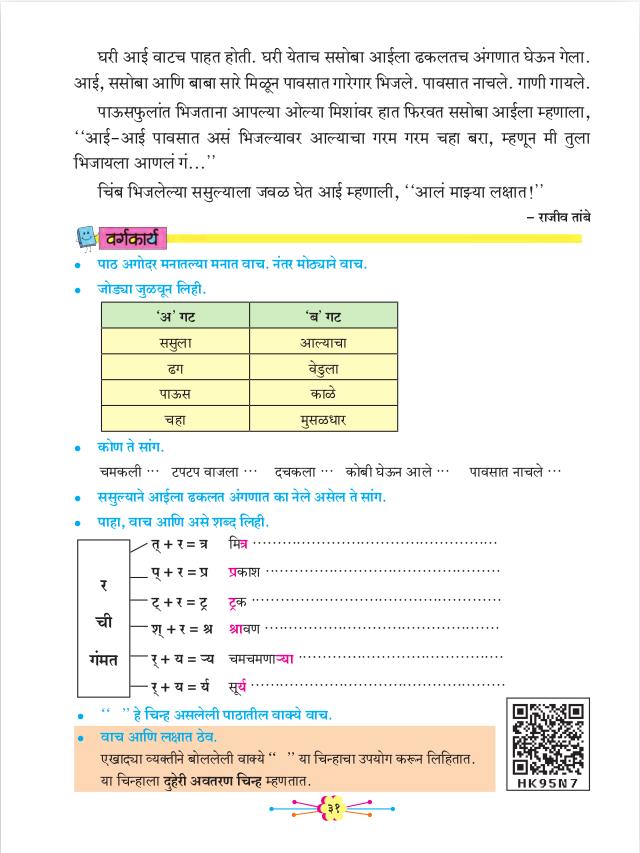 घरी आई वाटच पाहत होती. घरी येताच ससोबा आईला ढकलतच अंगणात घेऊन गेला.
आई, ससोबा आणि बाबा सारे मिळून पावसात गारेगार भिजले. पावसात नाचले. गाणी गायले.
पाऊसफुलांत भिजताना आपल्या ओल्या मिशांवर हात फिरवत ससोबा आईला म्हणाला,
‘‘आई-आई पावसात असं भिजल्यावर आल्याचा गरम गरम चहा बरा, म्हणून मी तुला
भिजायला आणलं गं...’’
चिंब भिजलेल्या ससुल्याला जवळ घेत आई म्हणाली, ‘‘आलं माझ्या लक्षात!’’
– राजीव तांबे
वर्गकार्य
• पाठ अगोदर मनातल्या मनात वाच. नंतर मोठ्याने वाच.
• जोड्या जुळवून लिही.
‘अ’ गट ‘ब’ गट
ससुला आल्याचा
ढग वेडुला
पाऊस काळे
चहा मुसळधार
• कोण ते सांग.
चमकली ... टपटप वाजला ... दचकला ... कोबी घेऊन आले ... पावसात नाचले ...
• ससुल्याने आईला ढकलत अंगणात का नेले असेल ते सांग.
• पाहा, वाच आणि असे शब्द लिही.
र
ची
गंमत
त् + र = त्र मित्र ..................................................
प् + र = प्र प्रकाश ..................................................
ट् + र = ट्र ट्रक ..................................................
श् + र = श्र श्रावण ..................................................
र् + य = ऱ्य चमचमणाऱ्या ..................................................
र् + य = र्य सूर्य ..................................................
• ‘‘ ’’ हे चिन्ह असलेली पाठातील वाक्ये वाच.
• वाच आणि लक्षात ठेव.
एखाद्या व्यक्तीने बोललेली वाक्ये ‘‘ ’’ या चिन्हाचा उपयोग करून लिहितात.
या चिन्हाला दुहेरी अवतरण चिन्ह म्हणतात.
HK95N7
३१